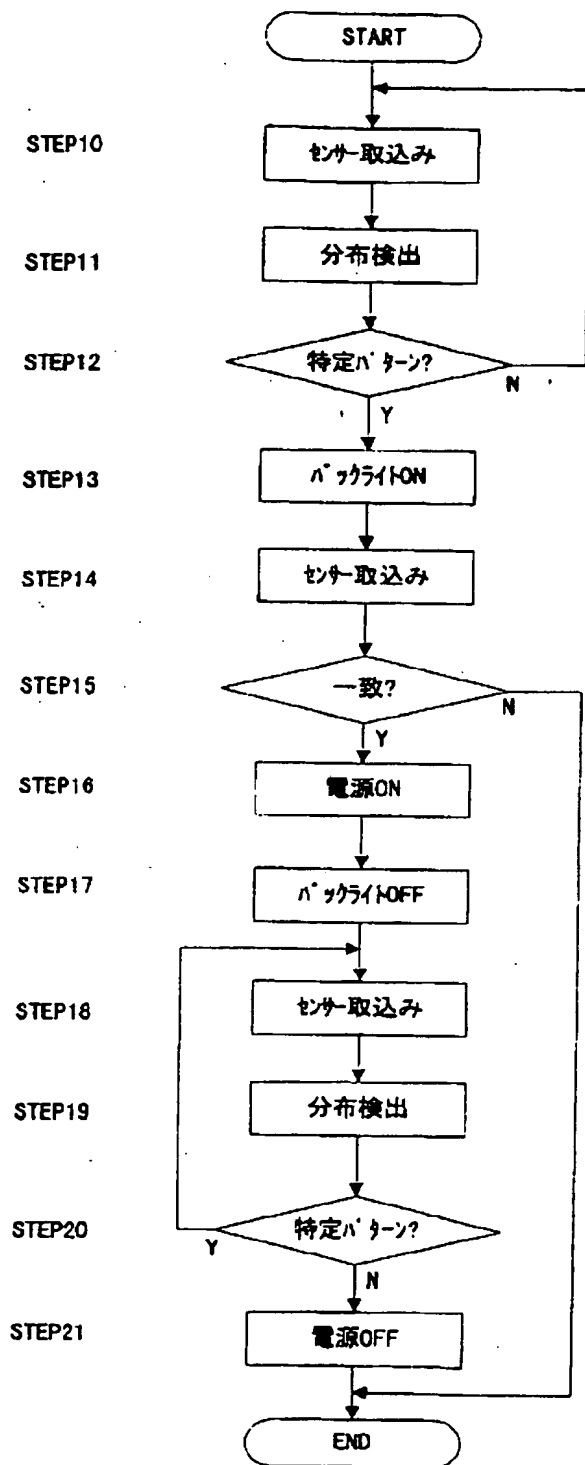 START
STEP10 センサー取込み
STEP11 分布検出
STEP12 特定パターン?
N
Y
STEP13 バックライトON
STEP14 センサー取込み
STEP15 一致?
N
Y
STEP16 電源ON
STEP17 バックライトOFF
STEP18 センサー取込み
STEP19 分布検出
STEP20 特定パターン?
Y
N
STEP21 電源OFF
END